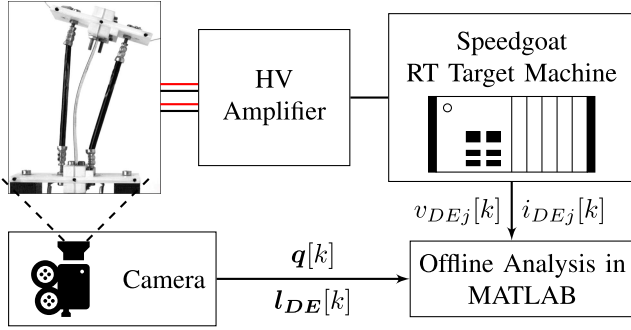 HV
Amplifier
Speedgoat
RT Target Machine
v_{DEj}[k] i_{DEj}[k]
Camera
q[k]
l_{DE}[k]
Offline Analysis in
MATLAB